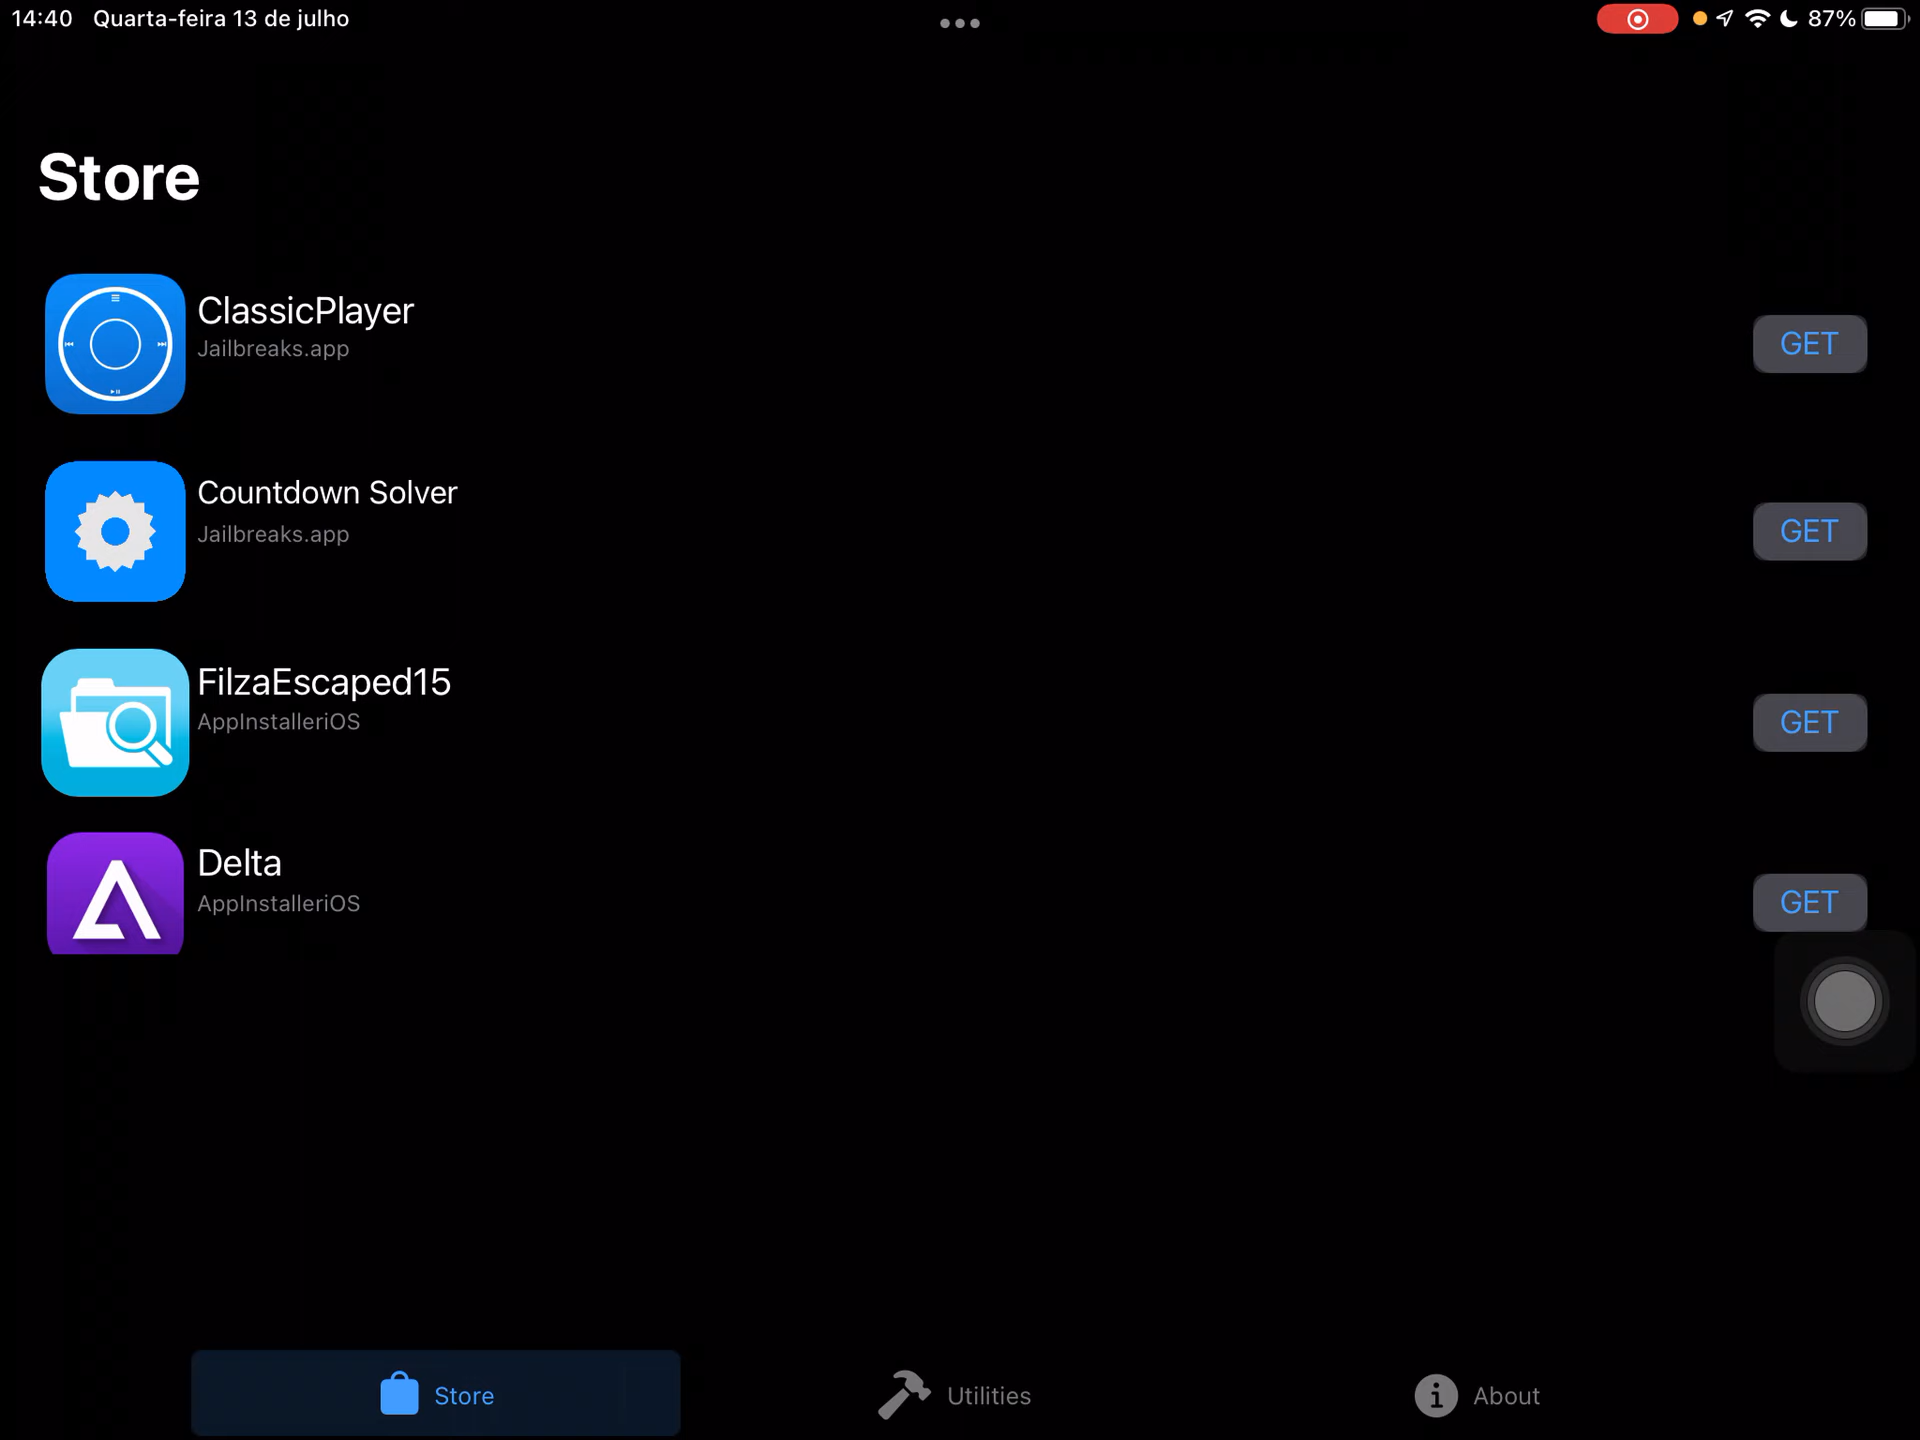 14:40 Quarta-feira 13 de julho
87%
Store
ClassicPlayer
Jailbreaks.app
GET
Countdown Solver
Jailbreaks.app
GET
FilzaEscaped15
AppInstalleriOS
GET
Delta
AppInstalleriOS
GET
Store
Utilities
About